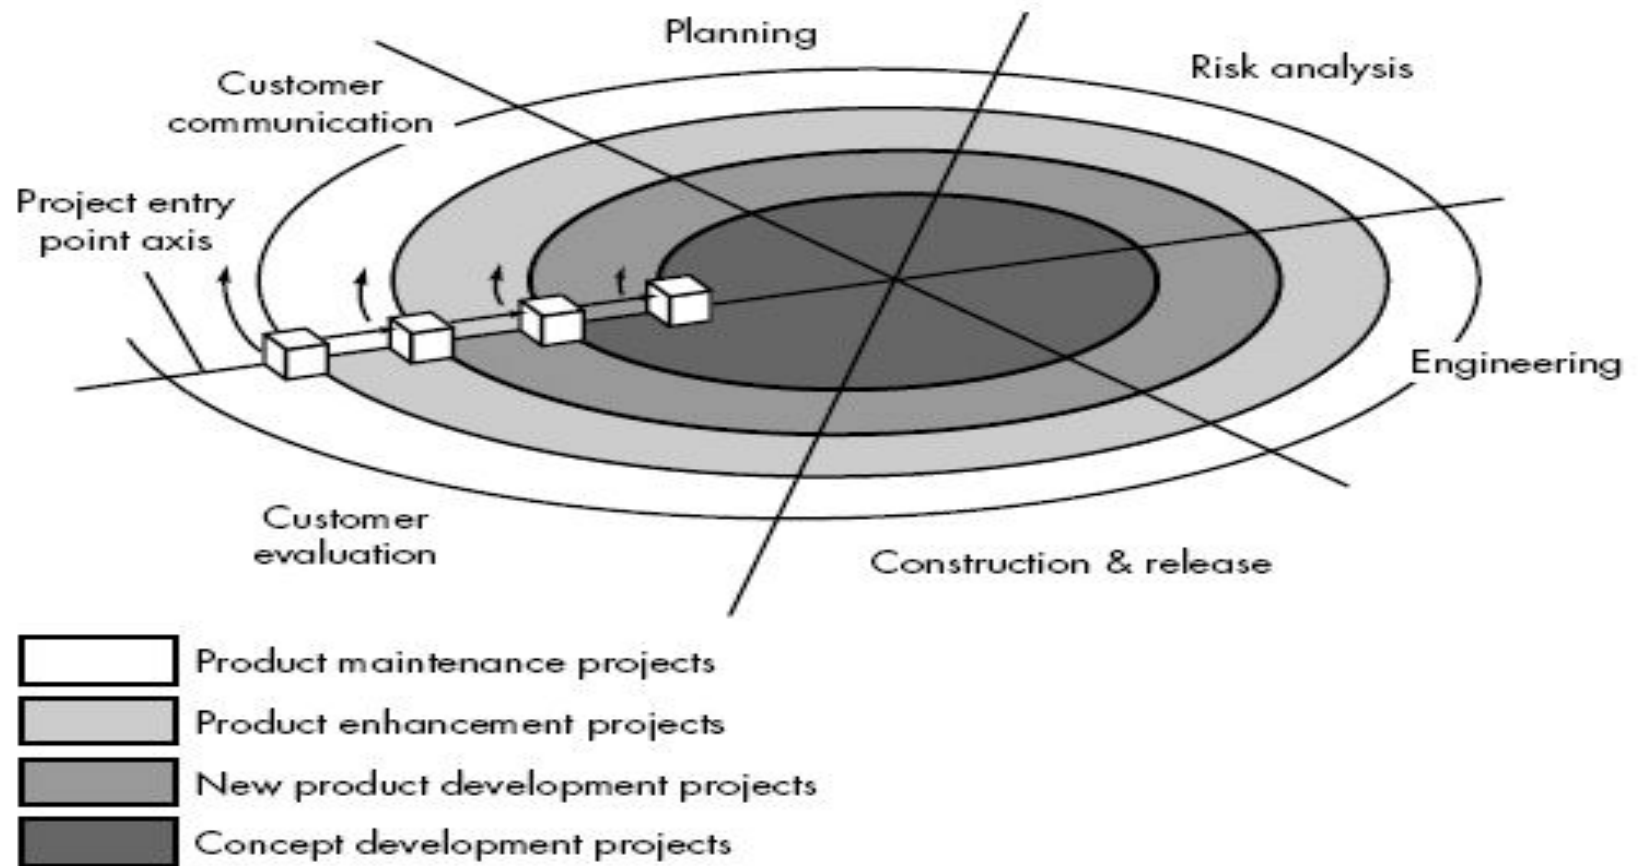 Planning
Risk analysis
Customer
communication
Project entry
point axis
Engineering
Customer
evaluation
Construction & release
Product maintenance projects
Product enhancement projects
New product development projects
Concept development projects